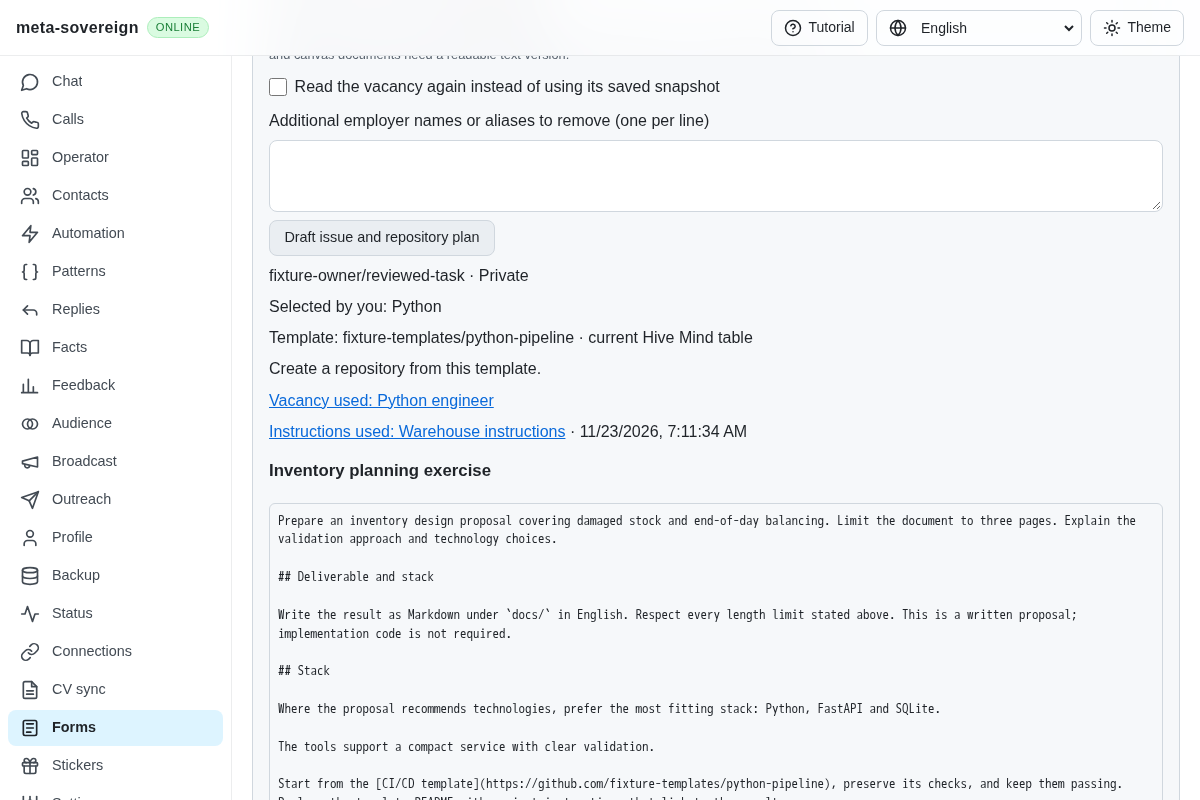 meta-sovereign
ONLINE
Tutorial
English
Theme
Chat
Calls
Operator
Contacts
Automation
Patterns
Replies
Facts
Feedback
Audience
Broadcast
Outreach
Profile
Backup
Status
Connections
CV sync
Forms
Stickers
and canvas documents need a readable text version.
Read the vacancy again instead of using its saved snapshot
Additional employer names or aliases to remove (one per line)
Draft issue and repository plan
fixture-owner/reviewed-task · Private
Selected by you: Python
Template: fixture-templates/python-pipeline · current Hive Mind table
Create a repository from this template.
Vacancy used: Python engineer
Instructions used: Warehouse instructions · 11/23/2026, 7:11:34 AM
Inventory planning exercise
Prepare an inventory design proposal covering damaged stock and end-of-day balancing. Limit the document to three pages. Explain the
validation approach and technology choices.
## Deliverable and stack
Write the result as Markdown under `docs/` in English. Respect every length limit stated above. This is a written proposal;
implementation code is not required.
## Stack
Where the proposal recommends technologies, prefer the most fitting stack: Python, FastAPI and SQLite.
The tools support a compact service with clear validation.
Start from the [CI/CD template](https://github.com/fixture-templates/python-pipeline), preserve its checks, and keep them passing.